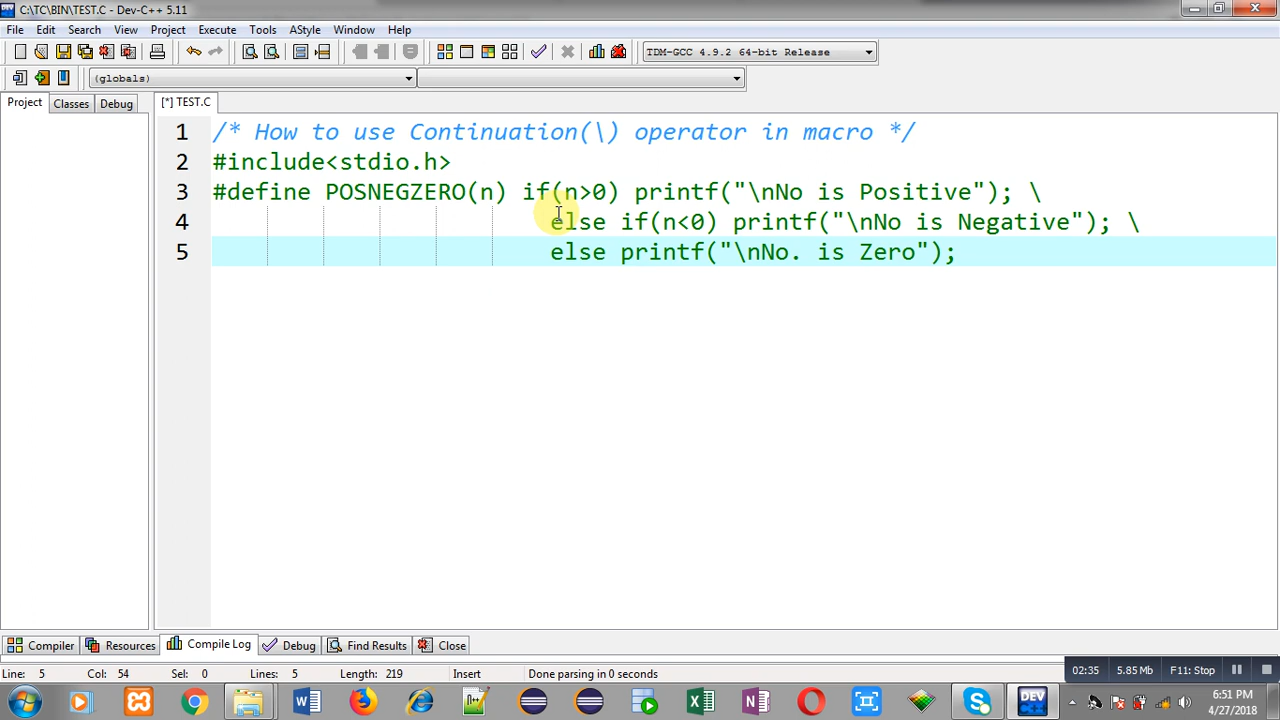 C:\TC\BIN\TEST.C - Dev-C++ 5.11
File Edit Search View Project Execute Tools AStyle Window Help
TDM-GCC 4.9.2 64-bit Release
(globals)
Project Classes Debug [*] TEST.C
1 /* How to use Continuation(\) operator in macro */
2 #include<stdio.h>
3 #define POSNEGZERO(n) if(n>0) printf("\nNo is Positive"); \
4 else if(n<0) printf("\nNo is Negative"); \
5 else printf("\nNo. is Zero");
Compiler Resources Compile Log Debug Find Results Close
Line: 5 Col: 54 Sel: 0 Lines: 5 Length: 219 Insert Done parsing in 0 seconds
02:35 5.85 Mb F11: Stop
6:51 PM
4/27/2018